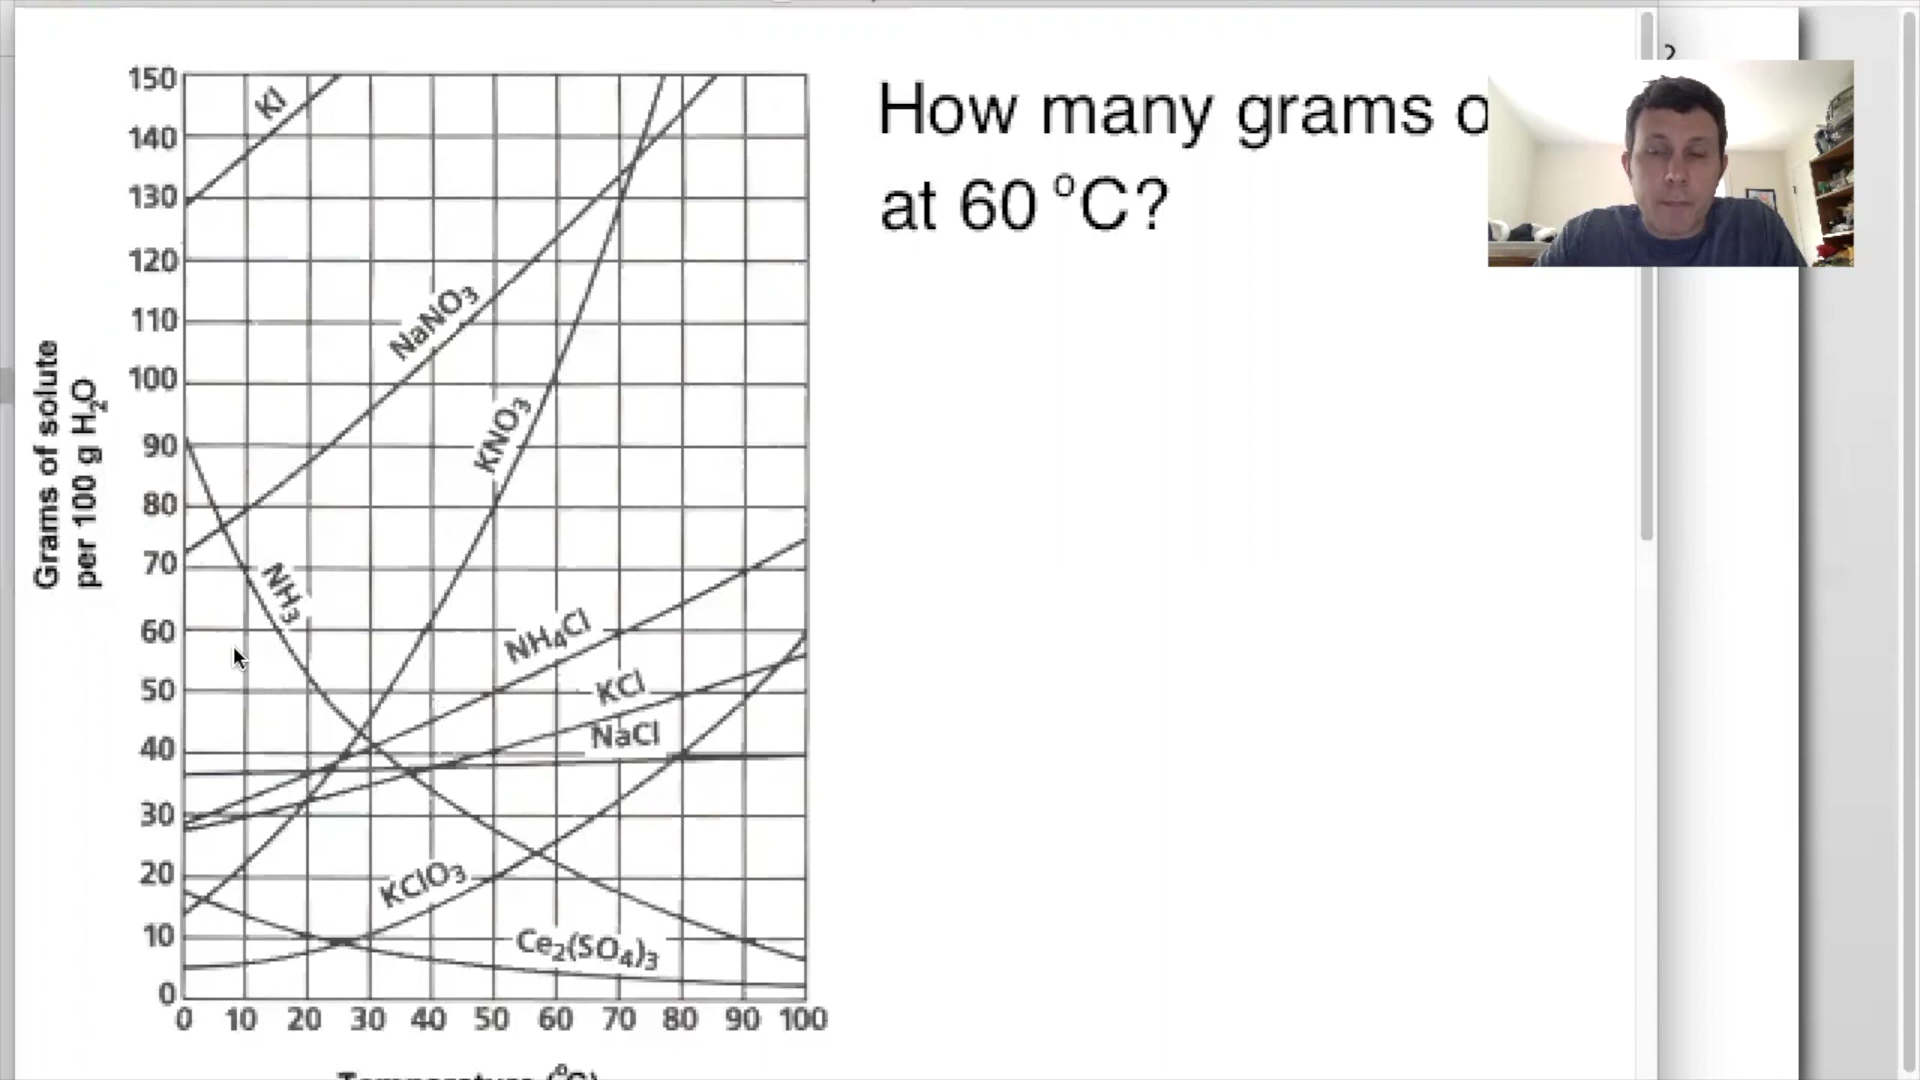 How many grams
at 60 ºC?
Grams of solute
per 100 g H₂O
150
140
130
120
110
100
90
80
70
60
50
40
30
20
10
0
KI
NaNO₃
KNO₃
NH₃
NH₄Cl
KCl
NaCl
KClO₃
Ce₂(SO₄)₃
0 10 20 30 40 50 60 70 80 90 100